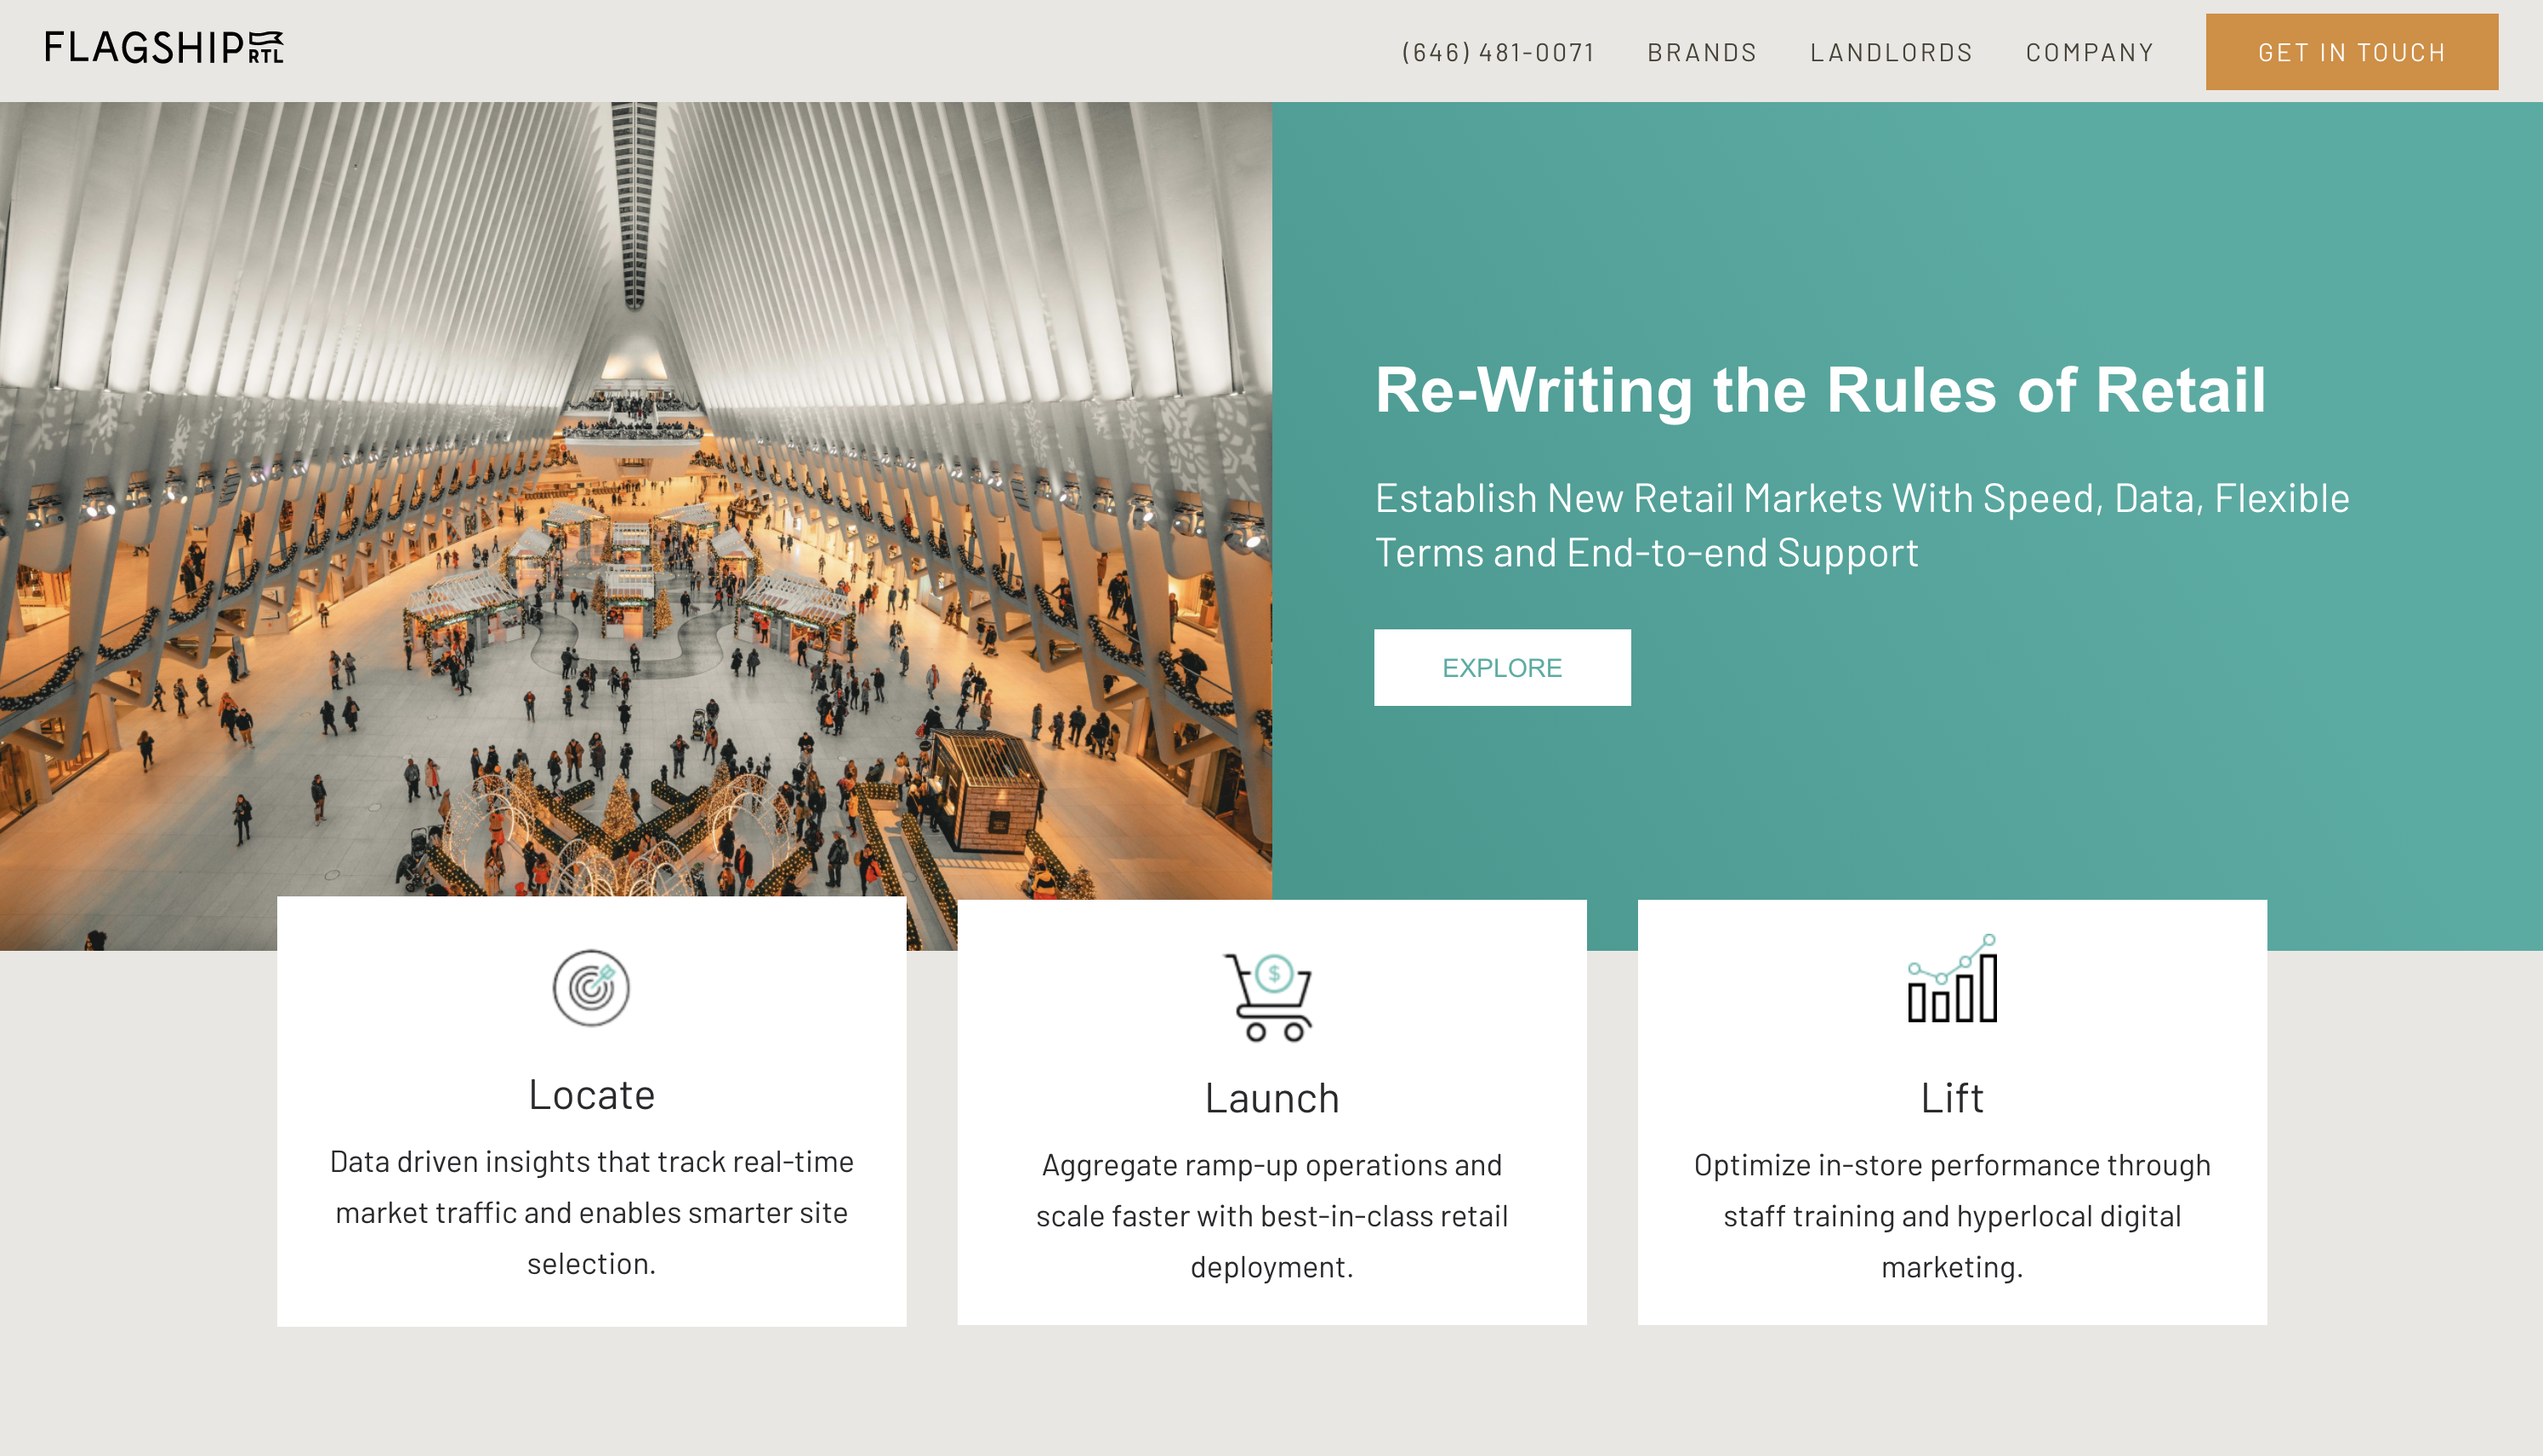 FLAGSHIP RTL
(646) 481-0071 BRANDS LANDLORDS COMPANY GET IN TOUCH
Re-Writing the Rules of Retail
Establish New Retail Markets With Speed, Data, Flexible
Terms and End-to-end Support
EXPLORE
$
Locate
Data driven insights that track real-time
market traffic and enables smarter site
selection.
Launch
Aggregate ramp-up operations and
scale faster with best-in-class retail
deployment.
Lift
Optimize in-store performance through
staff training and hyperlocal digital
marketing.